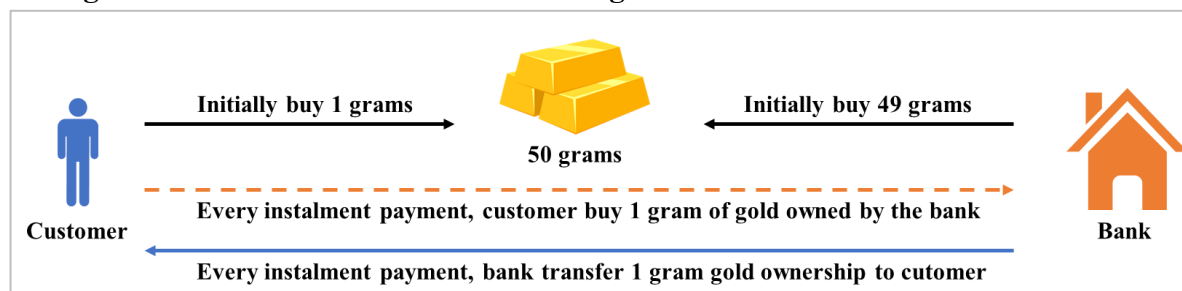 Initially buy 1 grams
Initially buy 49 grams
50 grams
Every instalment payment, customer buy 1 gram of gold owned by the bank
Customer
Bank
Every instalment payment, bank transfer 1 gram gold ownership to cutomer